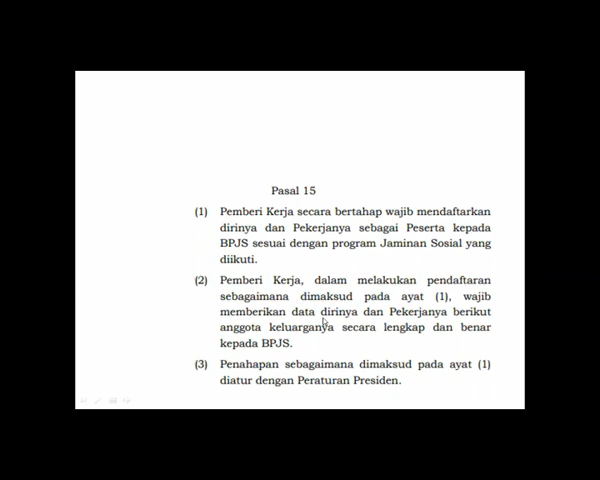 Pasal 15
(1) Pemberi Kerja secara bertahap wajib mendaftarkan
dirinya dan Pekerjanya sebagai Peserta kepada
BPJS sesuai dengan program Jaminan Sosial yang
diikuti.
(2) Pemberi Kerja, dalam melakukan pendaftaran
sebagaimana dimaksud pada ayat (1), wajib
memberikan data dirinya dan Pekerjanya berikut
anggota keluarganya secara lengkap dan benar
kepada BPJS.
(3) Penahapan sebagaimana dimaksud pada ayat (1)
diatur dengan Peraturan Presiden.